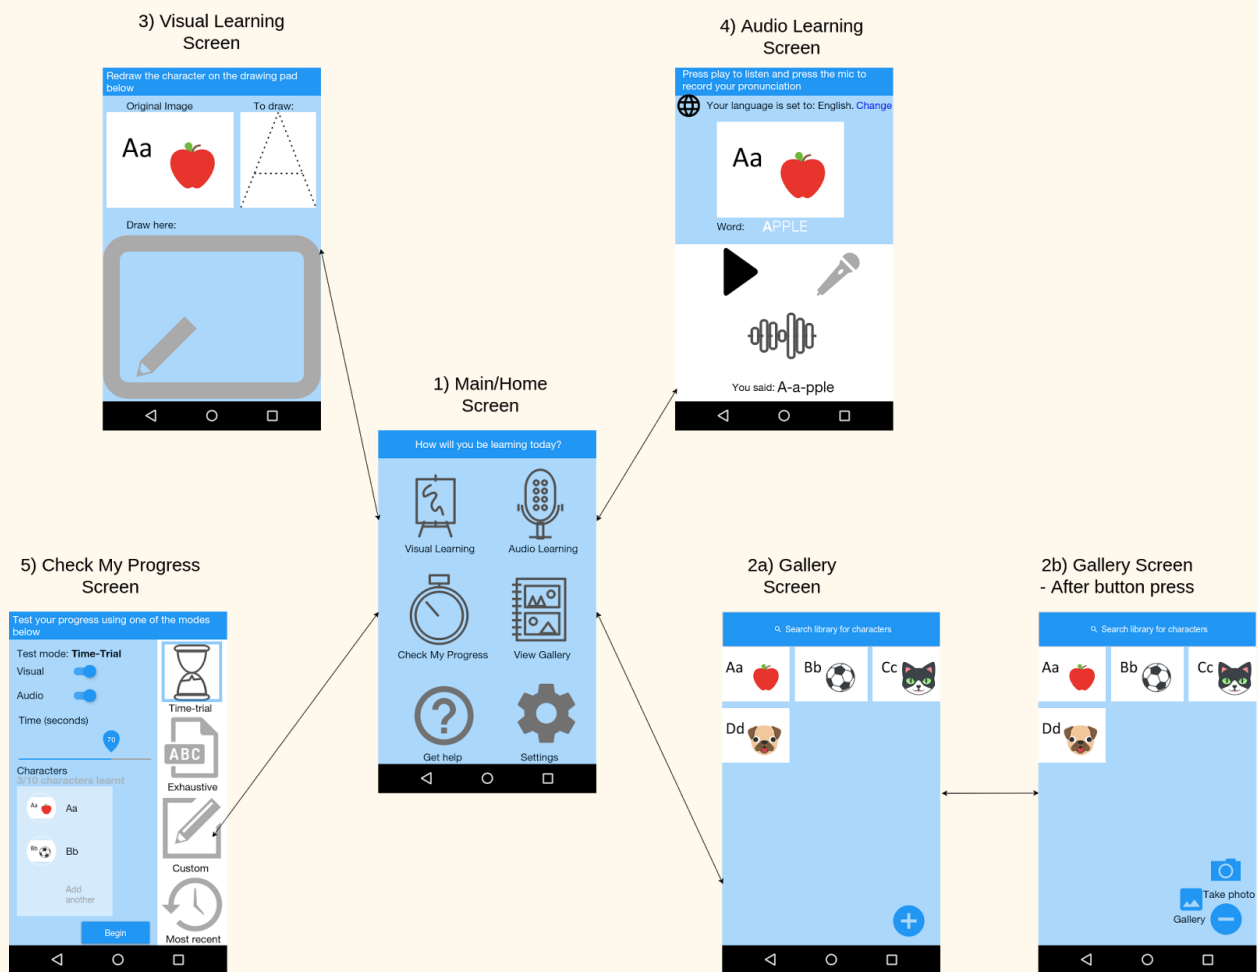 3) Visual Learning
Screen
Redraw the character on the drawing pad
below
Original Image
To draw:
Aa
Draw here:
4) Audio Learning
Screen
Press play to listen and press the mic to
record your pronunciation
Your language is set to: English. Change
Aa
Word: APPLE
You said: A-a-pple
1) Main/Home
Screen
How will you be learning today?
Visual Learning
Audio Learning
Check My Progress
View Gallery
Get help
Settings
5) Check My Progress
Screen
Test your progress using one of the modes
below
Test mode: Time-Trial
Visual
Audio
Time (seconds)
70
Characters
3/10 characters learnt
Aa
Aa
Bb
Bb
Add
another
Begin
Time-trial
ABC
Exhaustive
Custom
Most recent
2a) Gallery
Screen
Search library for characters
Aa
Bb
Cc
Dd
2b) Gallery Screen
- After button press
Search library for characters
Aa
Bb
Cc
Dd
Take photo
Gallery